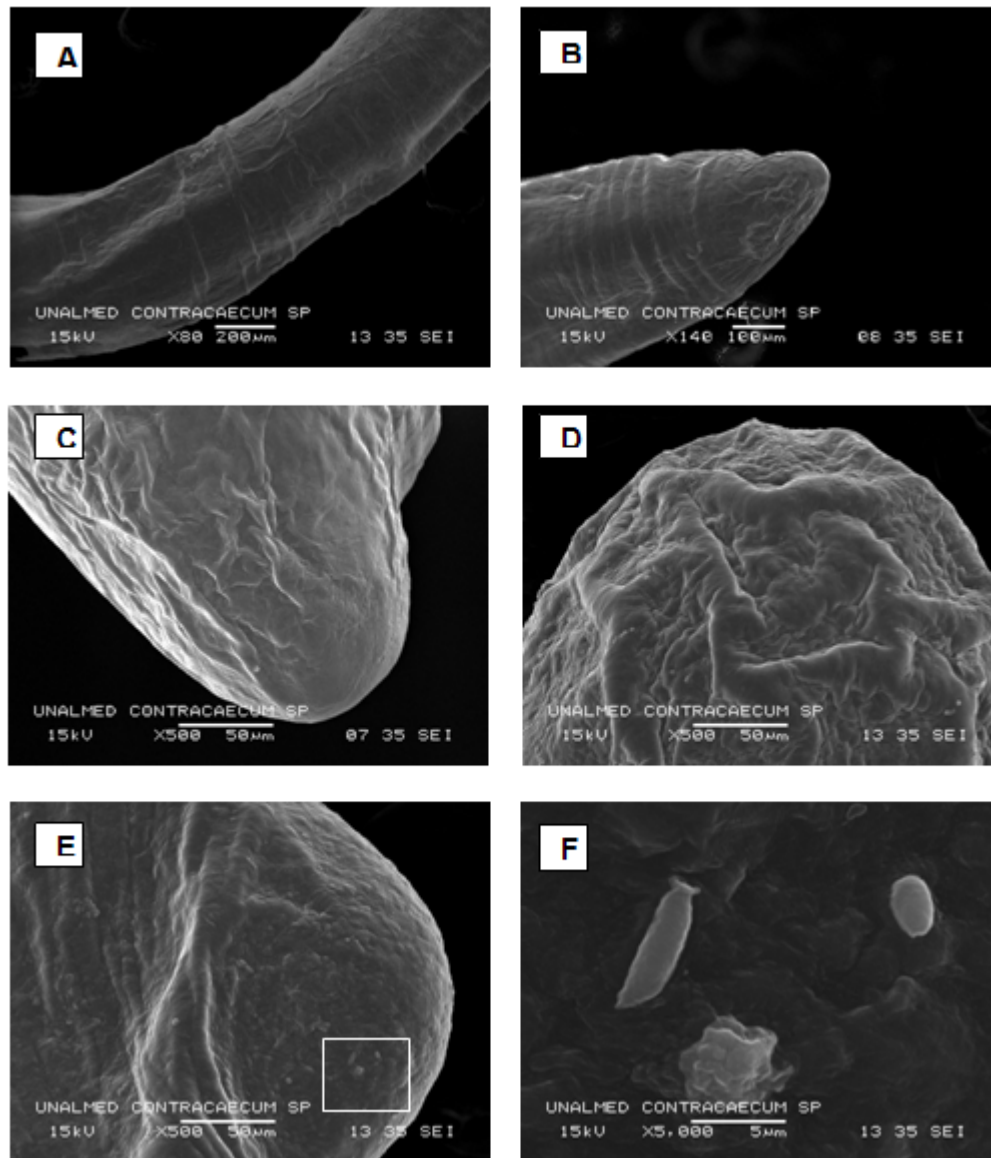 A
UNALMED CONTRACAECUM SP
15kV X80 200µm 13 35 SEI
B
UNALMED CONTRACAECUM SP
15kV X140 100µm 08 35 SEI
C
UNALMED CONTRACAECUM SP
15kV X500 50µm 07 35 SEI
D
UNALMED CONTRACAECUM SP
15kV X500 50µm 13 35 SEI
E
UNALMED CONTRACAECUM SP
15kV X500 50µm 13 35 SEI
F
UNALMED CONTRACAECUM SP
15kV X5,000 5µm 13 35 SEI